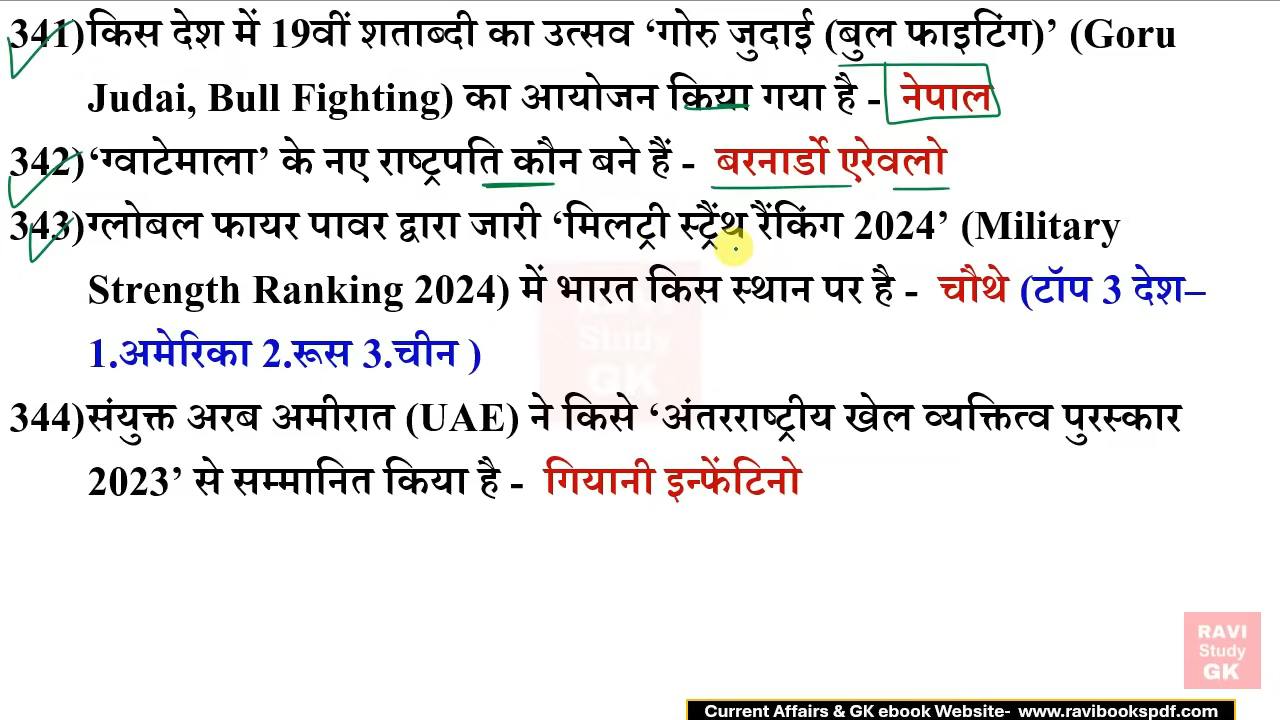 341)किस देश में 19वीं शताब्दी का उत्सव ‘गोरु जुदाई (बुल फाइटिंग)’ (Goru
Judai, Bull Fighting) का आयोजन किया गया है - नेपाल
342)‘ग्वाटेमाला’ के नए राष्ट्रपति कौन बने हैं - बरनार्डो एरेवलो
343)ग्लोबल फायर पावर द्वारा जारी ‘मिलट्री स्ट्रैंथ रैंकिंग 2024’ (Military
Strength Ranking 2024) में भारत किस स्थान पर है - चौथे (टॉप 3 देश–
1.अमेरिका 2.रूस 3.चीन )
344)संयुक्त अरब अमीरात (UAE) ने किसे ‘अंतरराष्ट्रीय खेल व्यक्तित्व पुरस्कार
2023’ से सम्मानित किया है - गियानी इन्फेंटिनो
RAVI
Study
GK
RAVI
Study
GK
Current Affairs & GK ebook Website- www.ravibookspdf.com